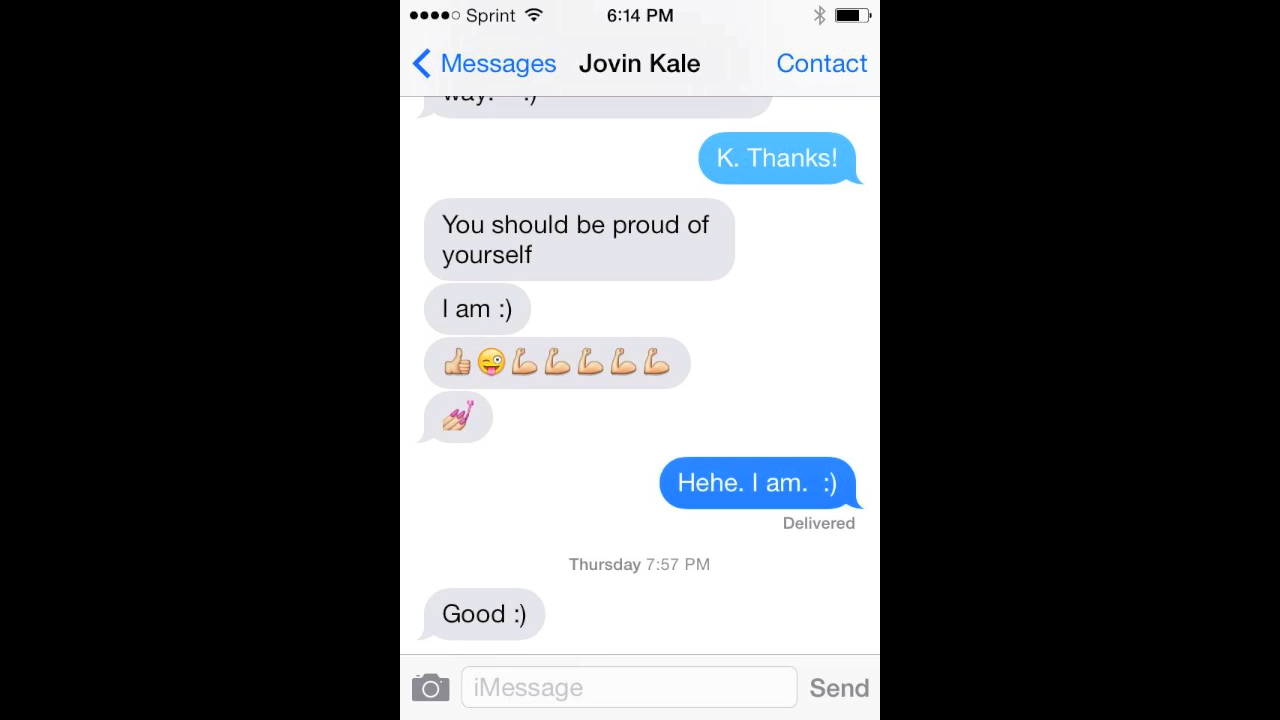 Sprint 6:14 PM
Messages Jovin Kale Contact
way. :)
K. Thanks!
You should be proud of
yourself
I am :)
👍😜💪💪💪💪💪
💅
Hehe. I am.  :)
Delivered
Thursday 7:57 PM
Good :)
iMessage Send